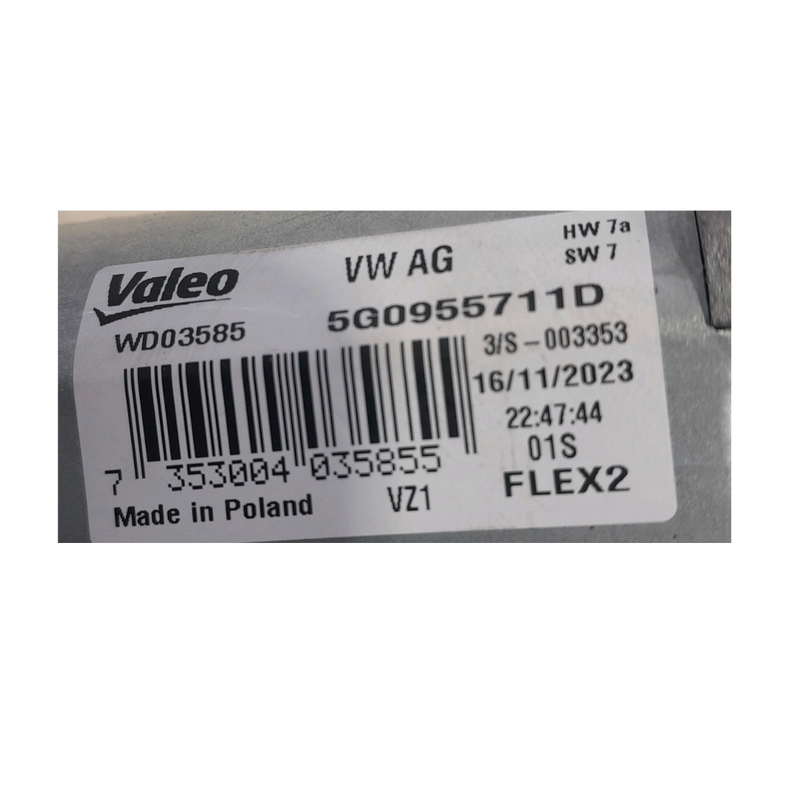 Valeo
VW AG
HW 7a
SW 7
WD03585
5G0955711D
3/S-003353
16/11/2023
22:47:44
01S
7 353004 035855
Made in Poland
VZ1
FLEX2